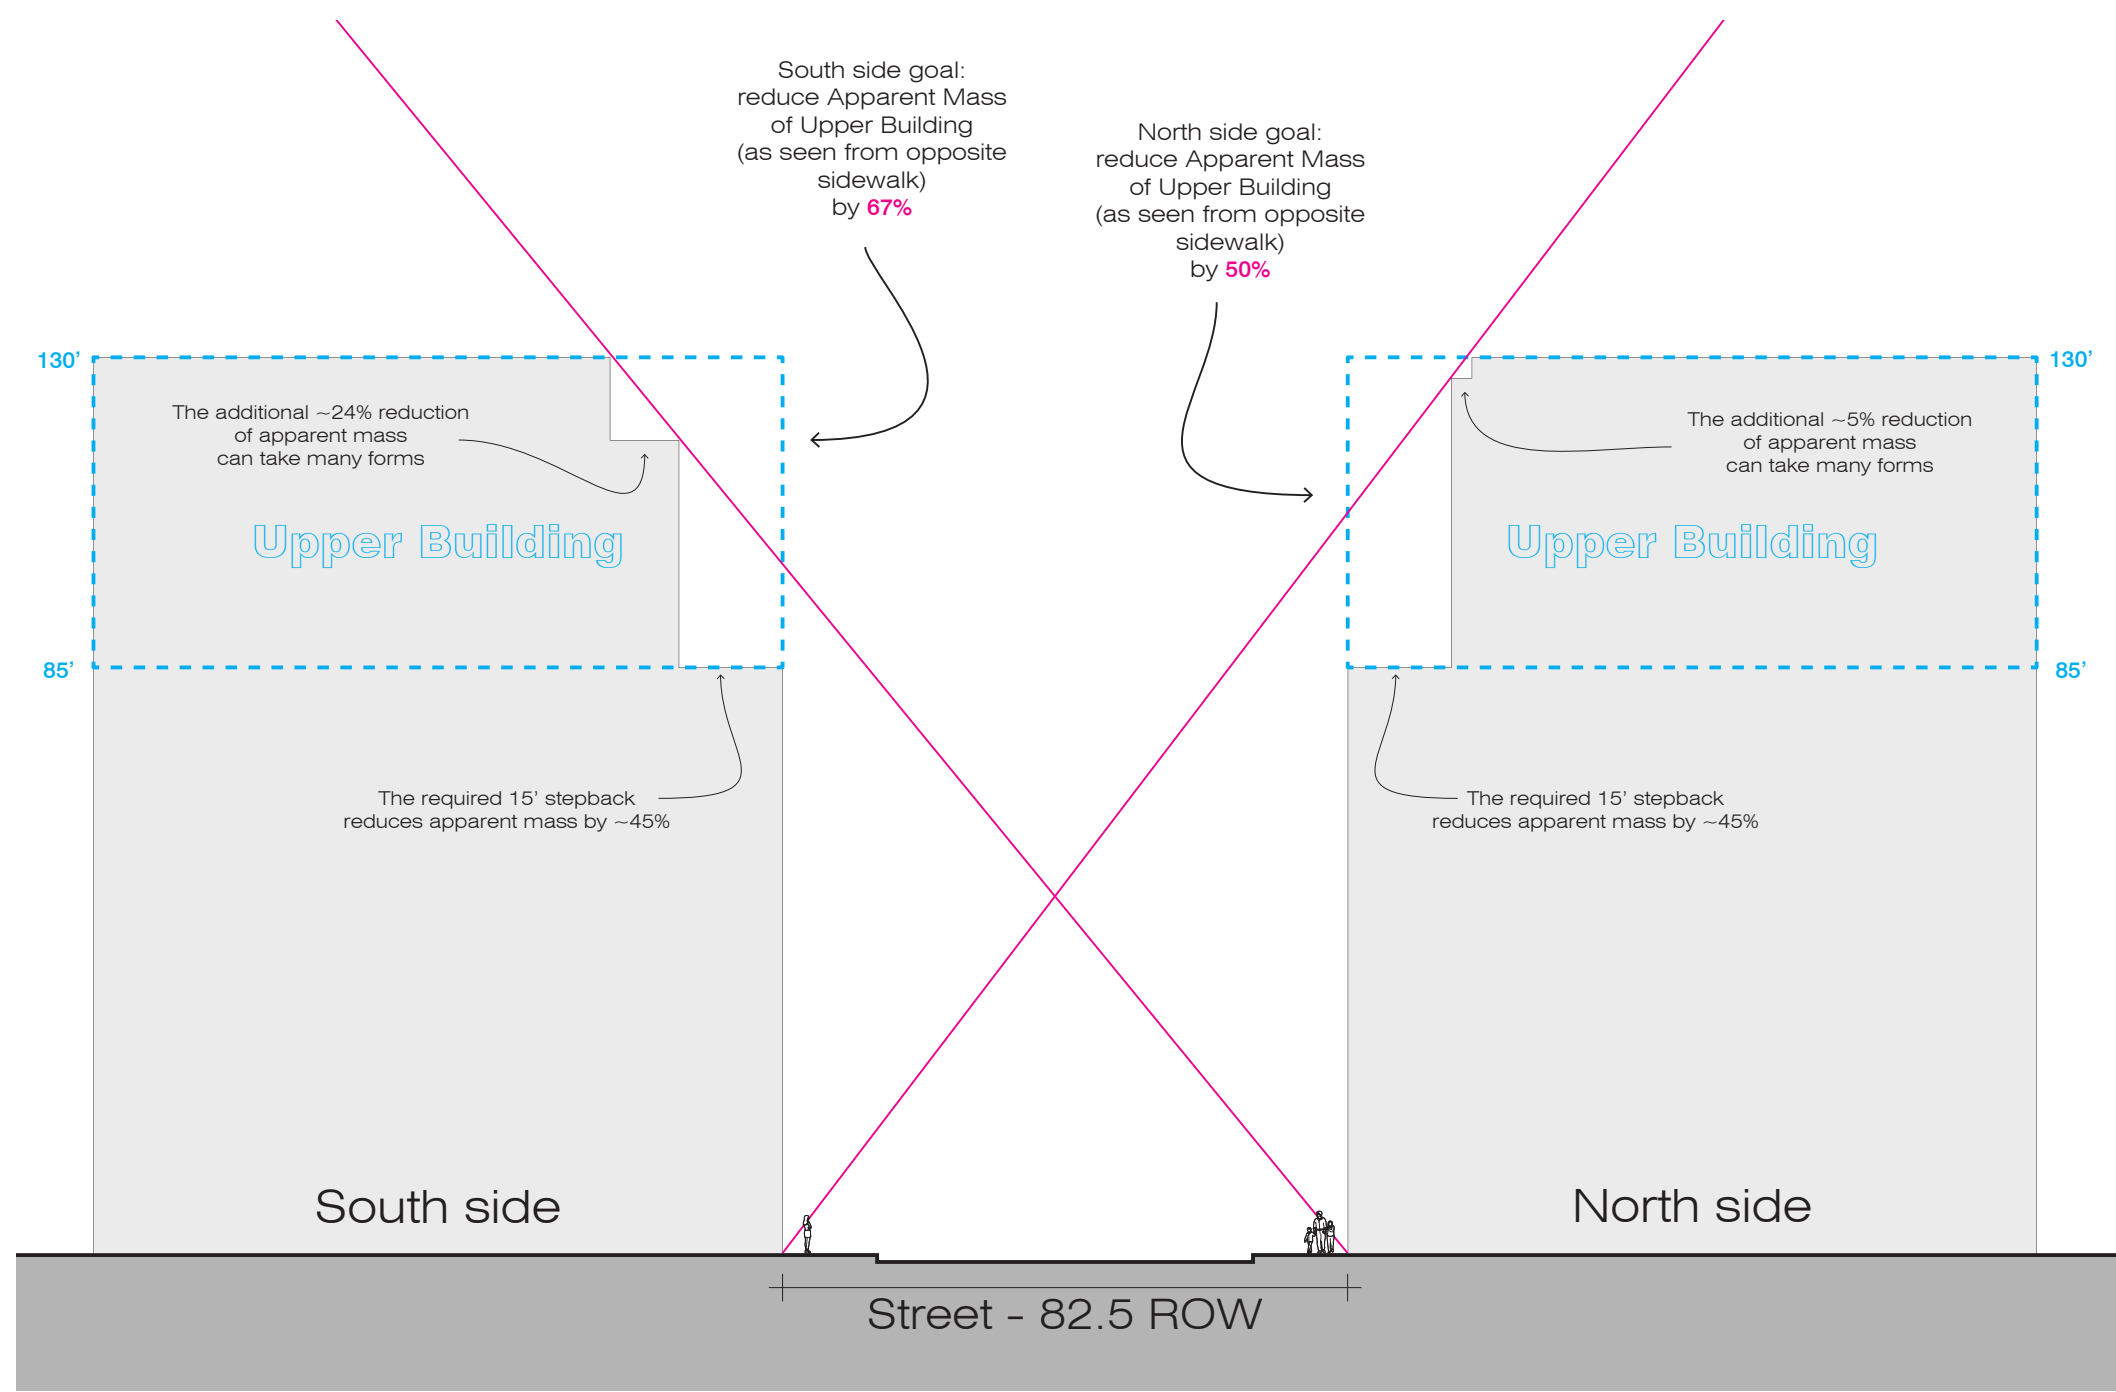 South side goal:
reduce Apparent Mass
of Upper Building
(as seen from opposite
sidewalk)
by 67%
North side goal:
reduce Apparent Mass
of Upper Building
(as seen from opposite
sidewalk)
by 50%
130’
130’
The additional ~24% reduction
of apparent mass
can take many forms
The additional ~5% reduction
of apparent mass
can take many forms
Upper Building
Upper Building
85’
85’
The required 15’ stepback
reduces apparent mass by ~45%
The required 15’ stepback
reduces apparent mass by ~45%
South side
North side
Street - 82.5 ROW